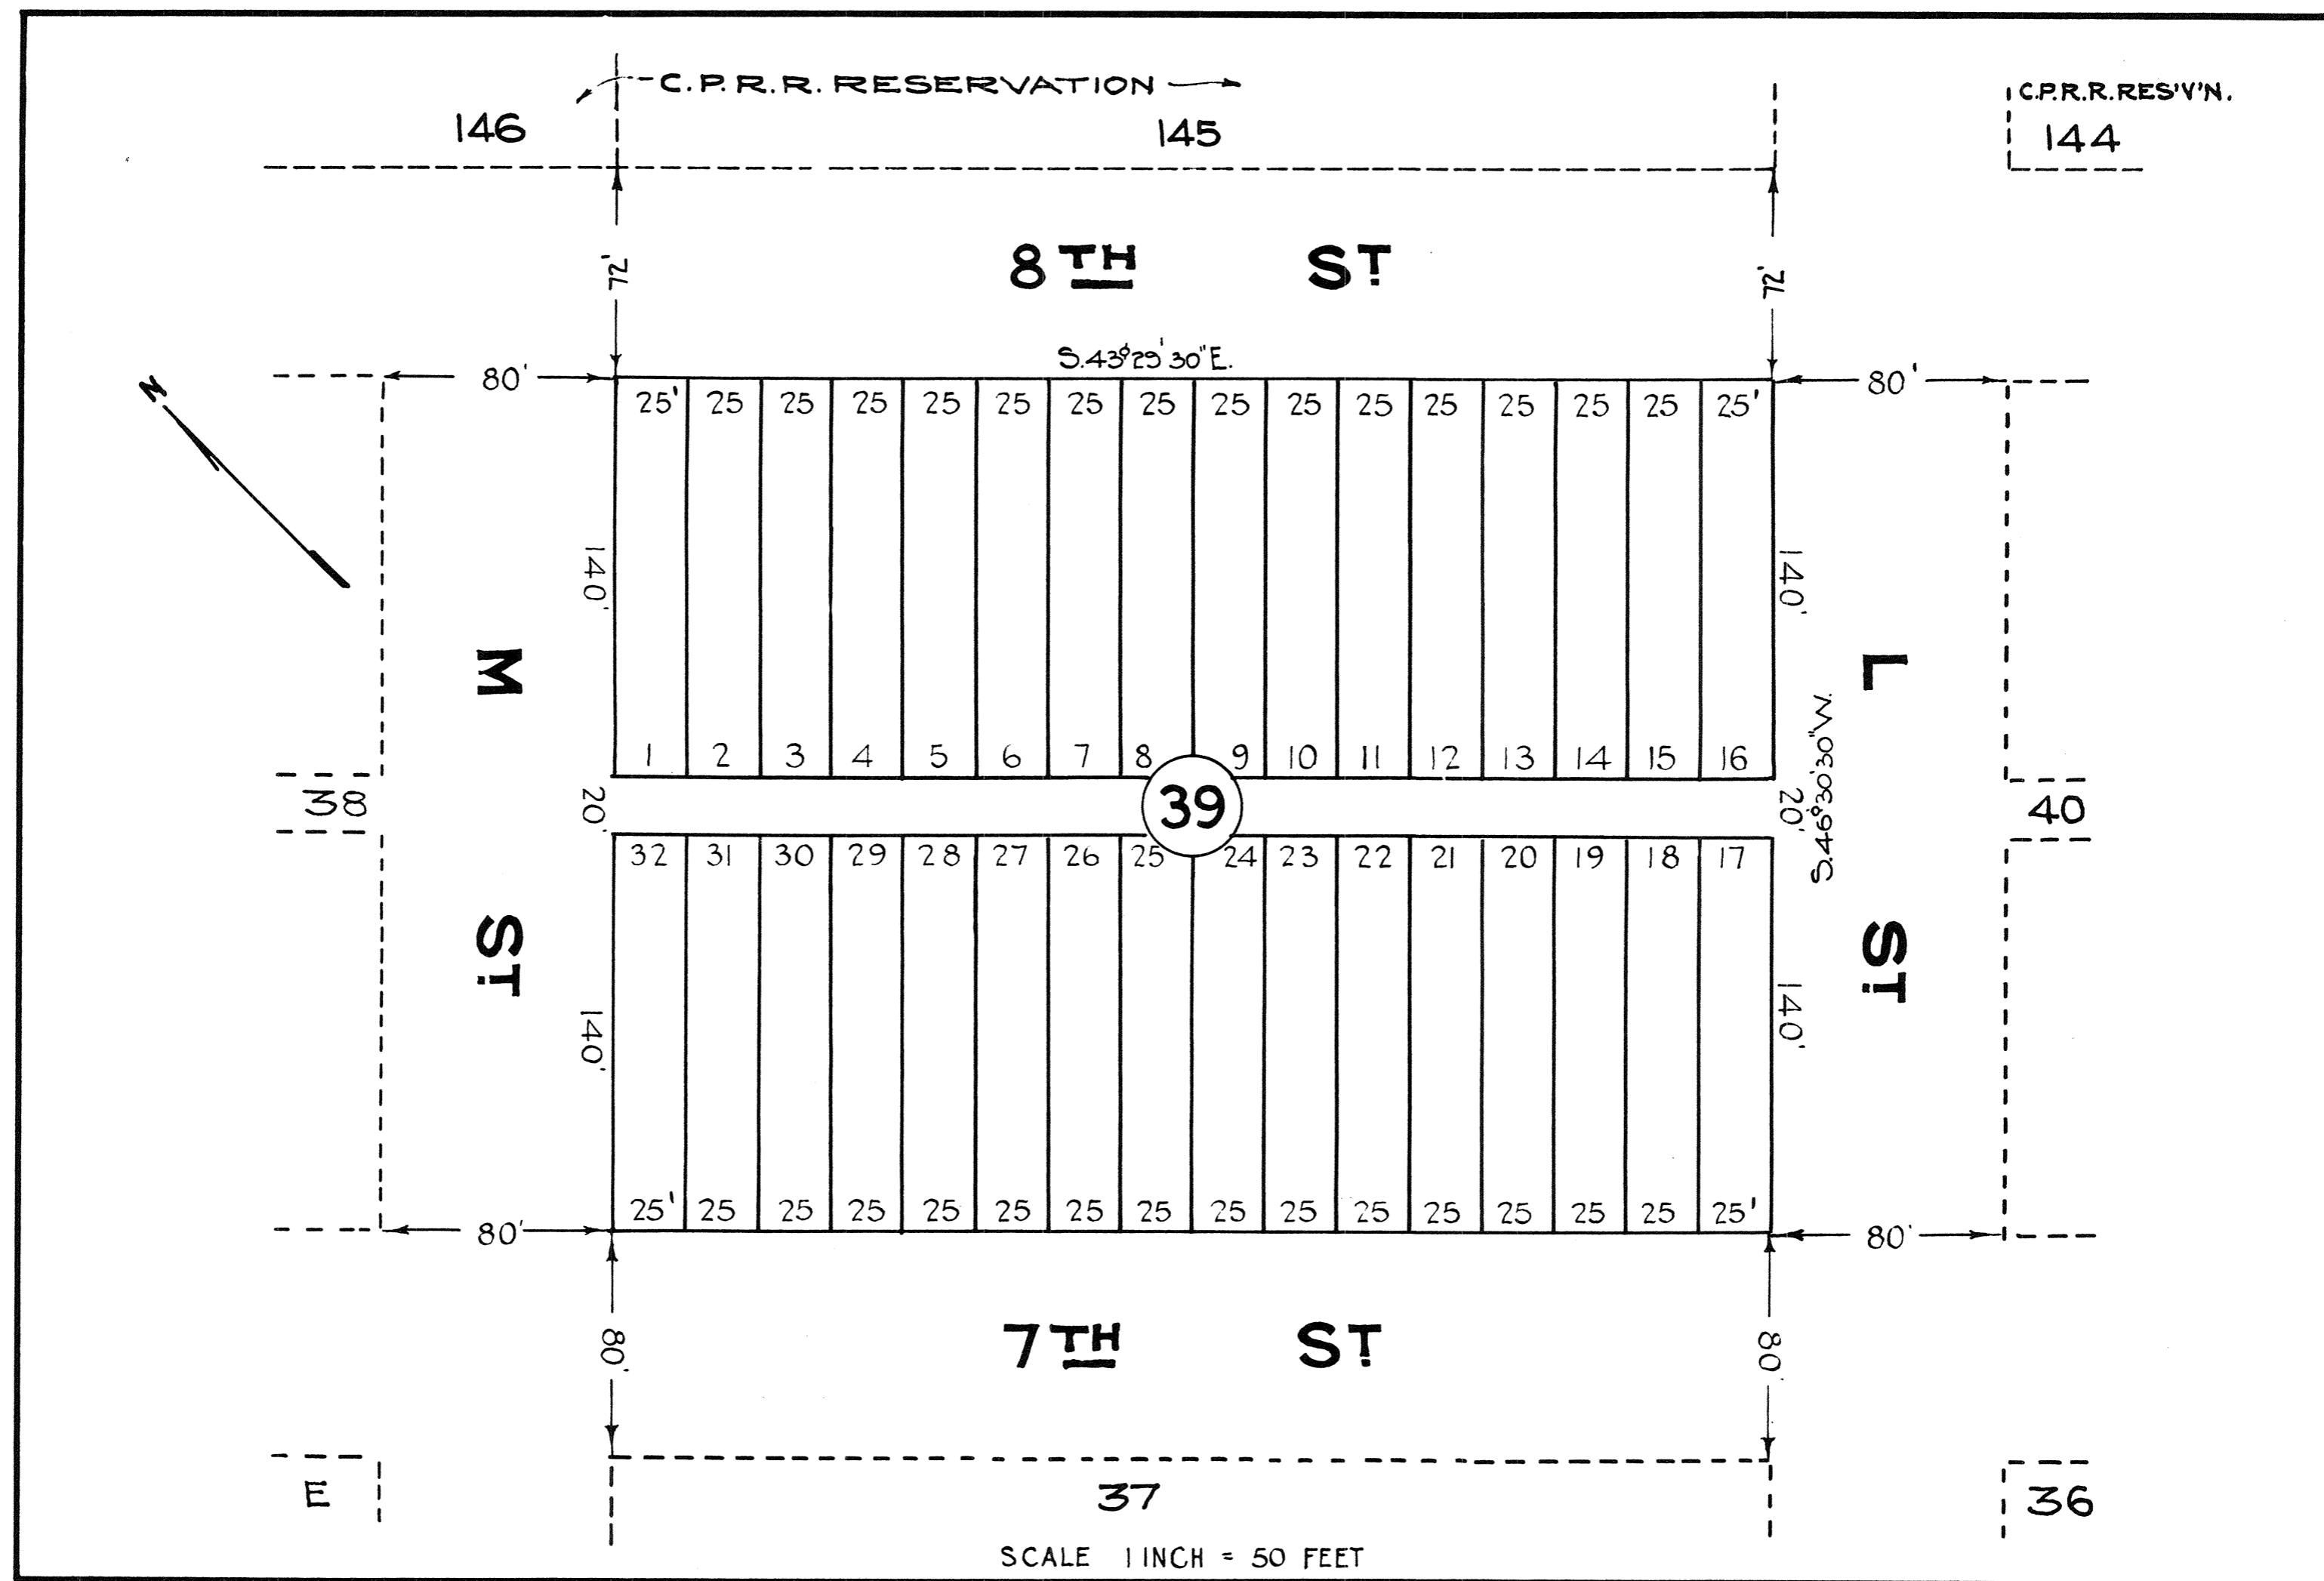 C.P.R.R. RESERVATION
C.P.R.R.RES'V'N.
146
145
144
72'
8TH ST
72'
S.43°29'30"E.
80'
80'
N
25' 25 25 25 25 25 25 25 25 25 25 25 25 25 25 25'
140'
140'
M ST
L ST
1 2 3 4 5 6 7 8 9 10 11 12 13 14 15 16
38
20'
39
20'
S.46°30'30"W.
40
32 31 30 29 28 27 26 25 24 23 22 21 20 19 18 17
140'
140'
25' 25 25 25 25 25 25 25 25 25 25 25 25 25 25 25'
80'
80'
80'
7TH ST
80'
E
37
36
SCALE 1 INCH = 50 FEET